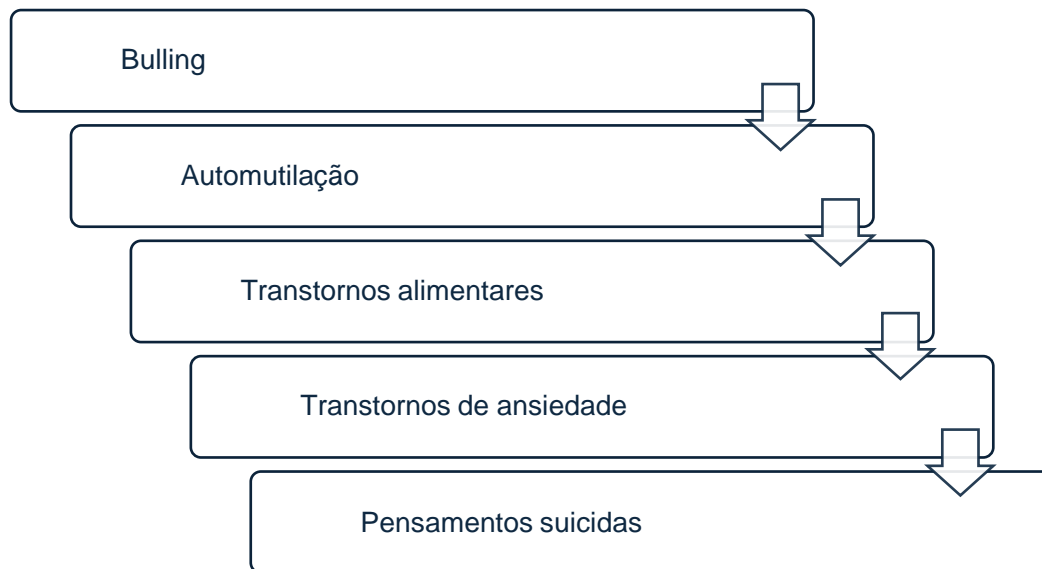 Bulling
Automutilação
Transtornos alimentares
Transtornos de ansiedade
Pensamentos suicidas